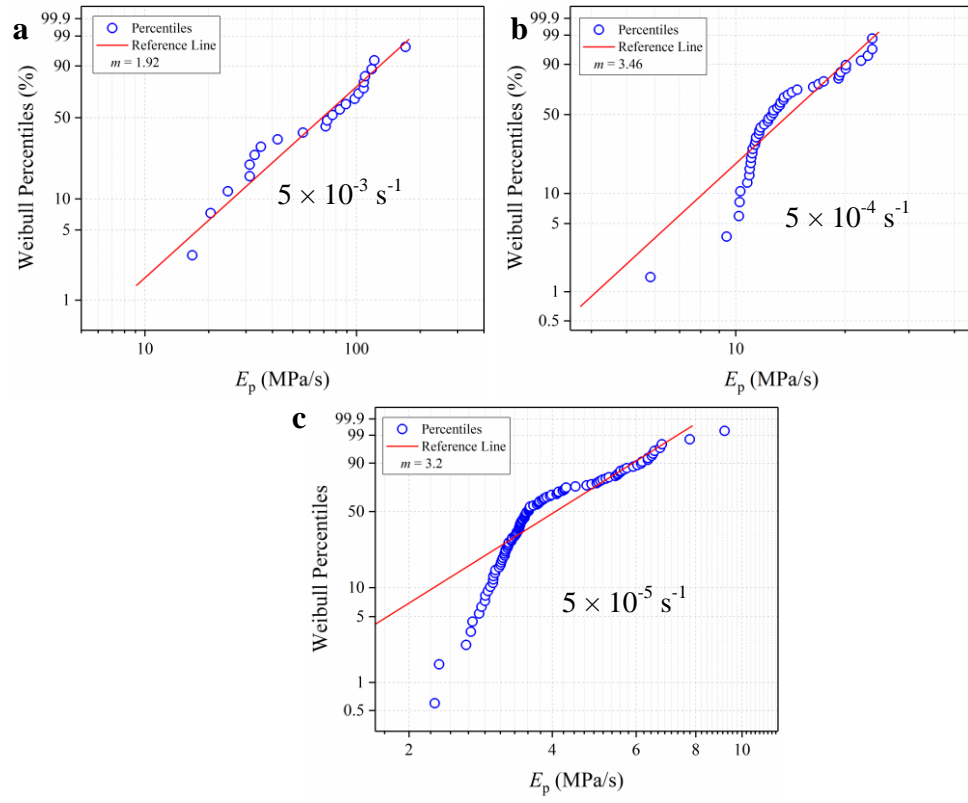 a
99.9
99
90
50
10
5
1
Weibull Percentiles (%)
Percentiles
Reference Line
m = 1.92
5 × 10⁻³ s⁻¹
10
100
Eₚ (MPa/s)
b
99.9
99
90
50
10
5
1
0.5
Weibull Percentiles (%)
Percentiles
Reference Line
m = 3.46
5 × 10⁻⁴ s⁻¹
10
Eₚ (MPa/s)
c
99.9
99
90
50
10
5
1
0.5
Weibull Percentiles
Percentiles
Reference Line
m = 3.2
5 × 10⁻⁵ s⁻¹
2
4
6
8
10
Eₚ (MPa/s)